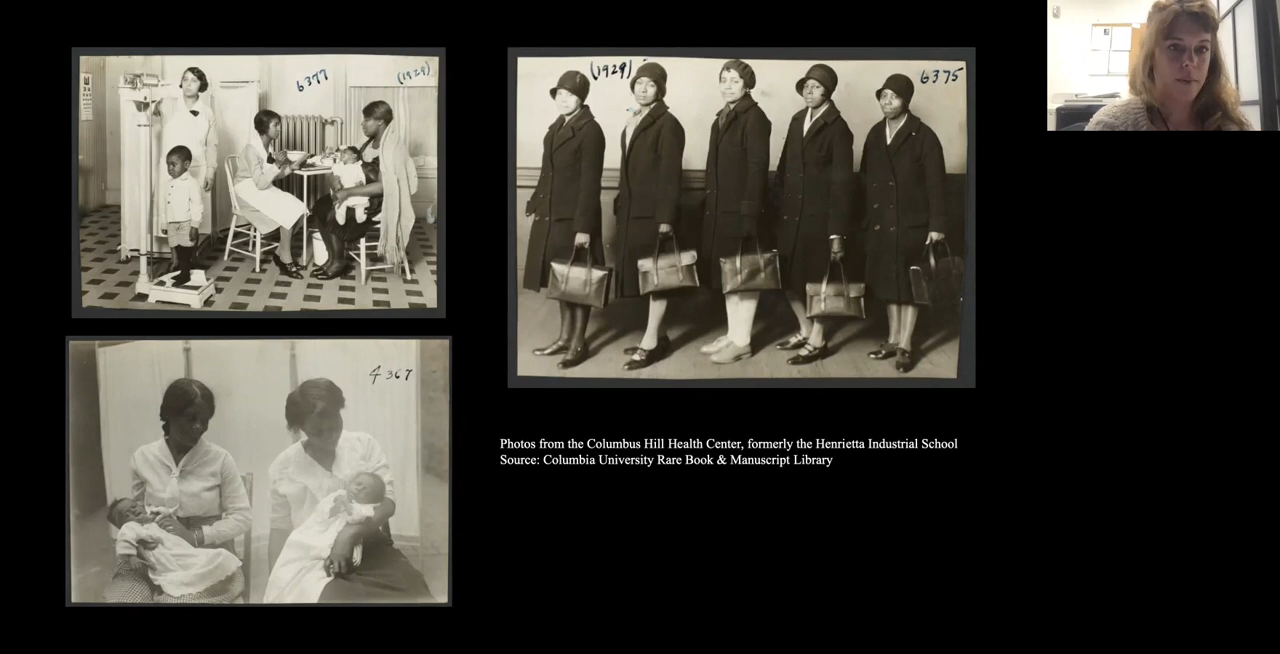 6377
(1929)
(1929)
6375
4367
Photos from the Columbus Hill Health Center, formerly the Henrietta Industrial School
Source: Columbia University Rare Book & Manuscript Library